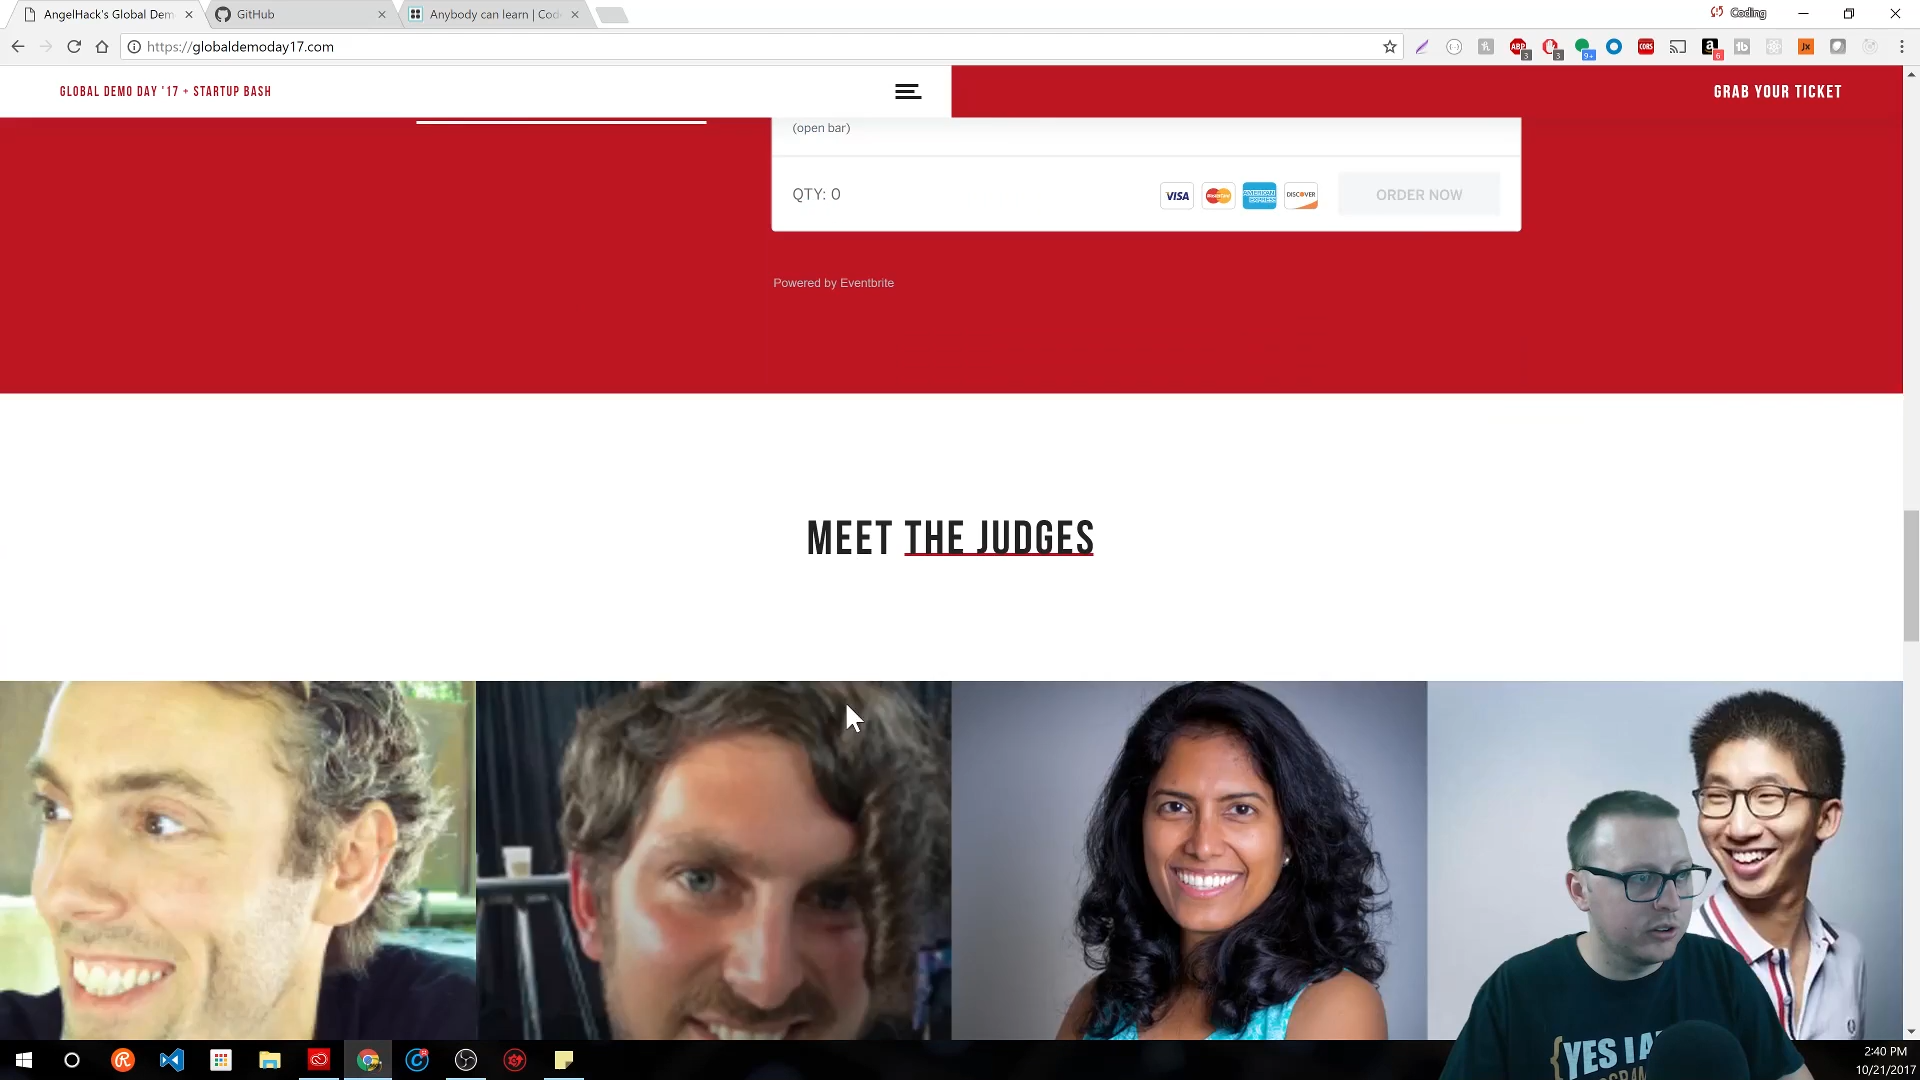 AngelHack's Global Dem
GitHub
Anybody can learn | Cod
Coding
https://globaldemoday17.com
GLOBAL DEMO DAY '17 + STARTUP BASH
GRAB YOUR TICKET
(open bar)
QTY: 0
VISA
DISCOVER
ORDER NOW
Powered by Eventbrite
MEET THE JUDGES
{YES I A
2:40 PM
10/21/2017